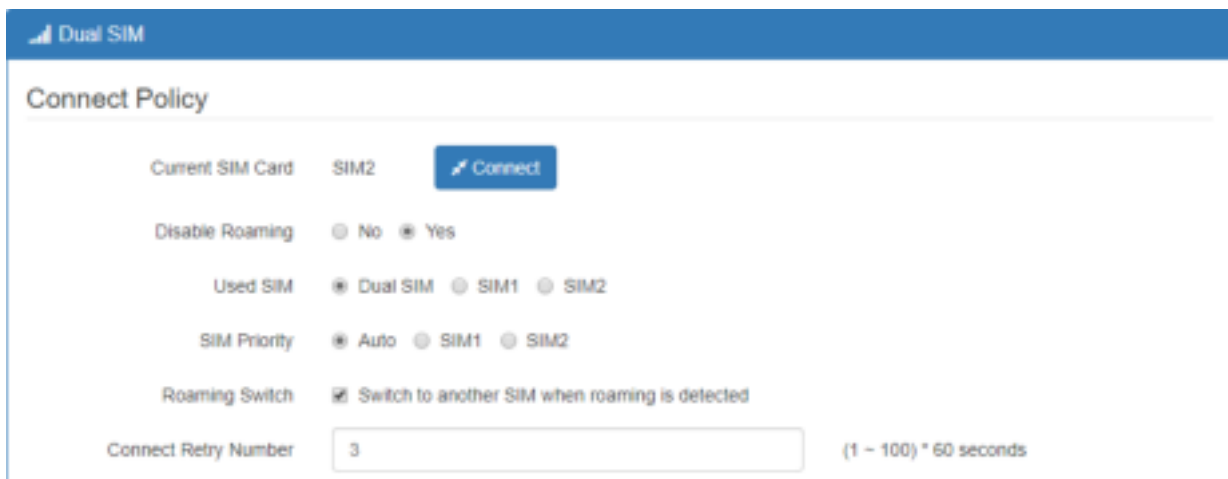 Dual SIM
Connect Policy
Current SIM Card SIM2 Connect
Disable Roaming No Yes
Used SIM Dual SIM SIM1 SIM2
SIM Priority Auto SIM1 SIM2
Roaming Switch Switch to another SIM when roaming is detected
Connect Retry Number 3 (1 ~ 100) * 60 seconds